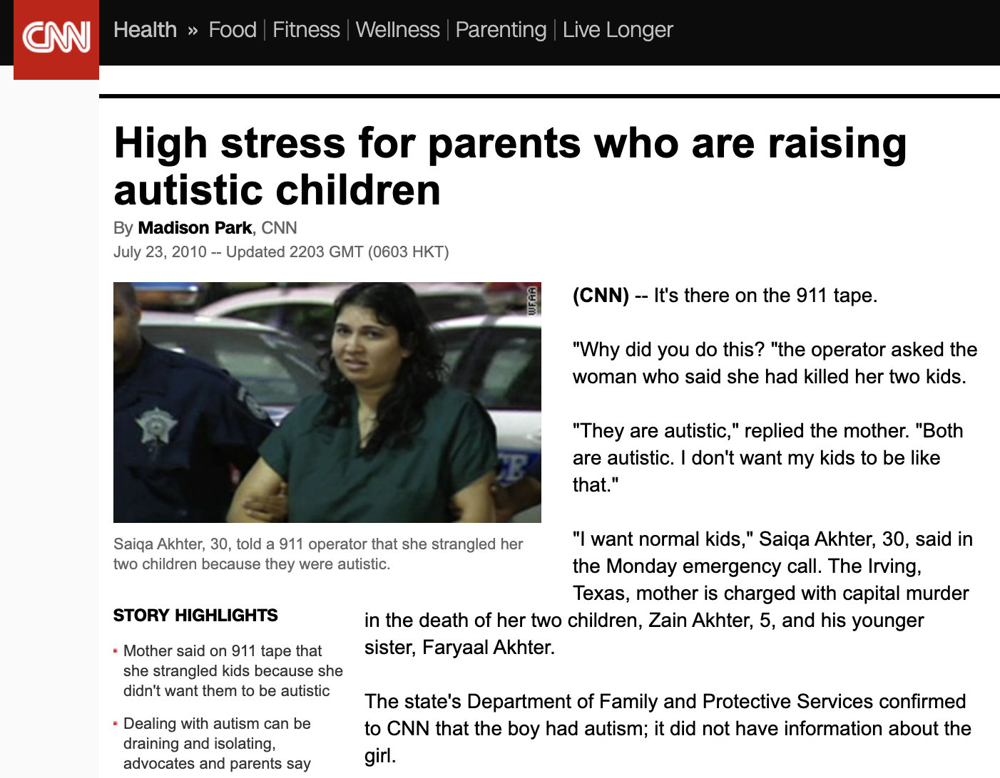 CNN
Health » Food | Fitness | Wellness | Parenting | Live Longer
High stress for parents who are raising
autistic children
By Madison Park, CNN
July 23, 2010 -- Updated 2203 GMT (0603 HKT)
WFAA
CE
Saiqa Akhter, 30, told a 911 operator that she strangled her
two children because they were autistic.
(CNN) -- It's there on the 911 tape.
"Why did you do this? "the operator asked the
woman who said she had killed her two kids.
"They are autistic," replied the mother. "Both
are autistic. I don't want my kids to be like
that."
"I want normal kids," Saiqa Akhter, 30, said in
the Monday emergency call. The Irving,
Texas, mother is charged with capital murder
in the death of her two children, Zain Akhter, 5, and his younger
sister, Faryaal Akhter.
The state's Department of Family and Protective Services confirmed
to CNN that the boy had autism; it did not have information about the
girl.
STORY HIGHLIGHTS
Mother said on 911 tape that
she strangled kids because she
didn't want them to be autistic
Dealing with autism can be
draining and isolating,
advocates and parents say